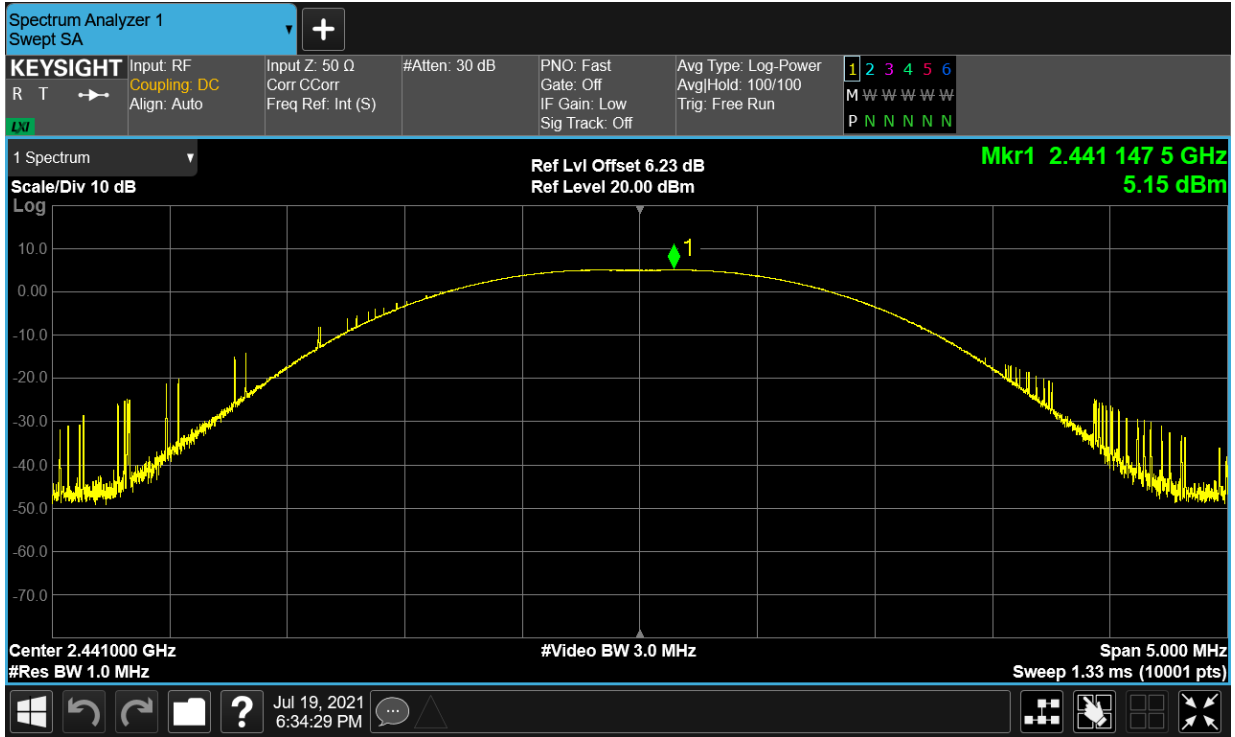 Spectrum Analyzer 1
Swept SA
KEYSIGHT
R T
LXI
Input: RF
Coupling: DC
Align: Auto
Input Z: 50 Ω
Corr CCorr
Freq Ref: Int (S)
#Atten: 30 dB
PNO: Fast
Gate: Off
IF Gain: Low
Sig Track: Off
Avg Type: Log-Power
Avg|Hold: 100/100
Trig: Free Run
1 2 3 4 5 6
M W W W W W
P N N N N N
1 Spectrum
Scale/Div 10 dB
Log
Ref Lvl Offset 6.23 dB
Ref Level 20.00 dBm
Mkr1 2.441 147 5 GHz
5.15 dBm
1
10.0
0.00
-10.0
-20.0
-30.0
-40.0
-50.0
-60.0
-70.0
Center 2.441000 GHz
#Res BW 1.0 MHz
#Video BW 3.0 MHz
Span 5.000 MHz
Sweep 1.33 ms (10001 pts)
?
Jul 19, 2021
6:34:29 PM